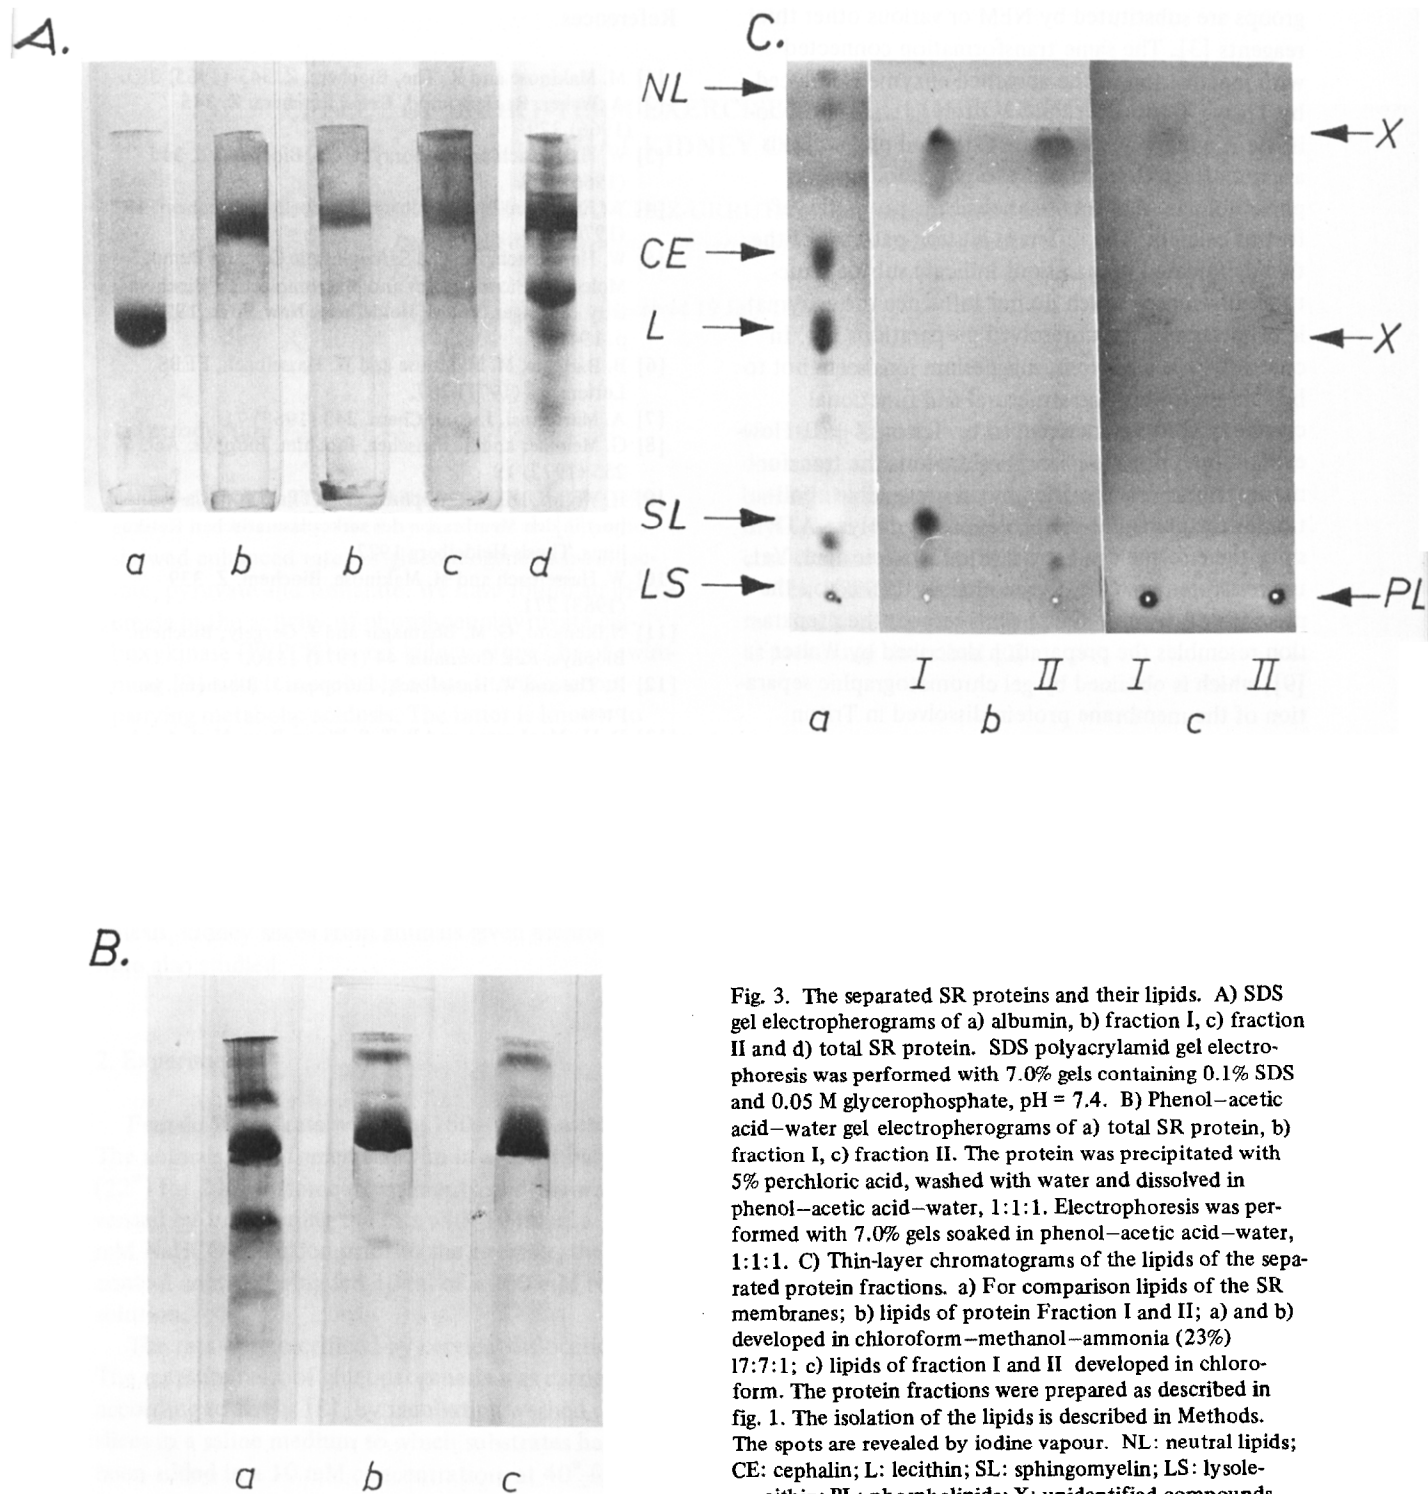 A.
a b b c d
C.
NL
CE
L
SL
LS
X
X
PL
I II I II
a b c
B.
a b c
Fig. 3. The separated SR proteins and their lipids. A) SDS
gel electropherograms of a) albumin, b) fraction I, c) fraction
II and d) total SR protein. SDS polyacrylamid gel electro-
phoresis was performed with 7.0% gels containing 0.1% SDS
and 0.05 M glycerophosphate, pH = 7.4. B) Phenol–acetic
acid–water gel electropherograms of a) total SR protein, b)
fraction I, c) fraction II. The protein was precipitated with
5% perchloric acid, washed with water and dissolved in
phenol–acetic acid–water, 1:1:1. Electrophoresis was per-
formed with 7.0% gels soaked in phenol–acetic acid–water,
1:1:1. C) Thin-layer chromatograms of the lipids of the sepa-
rated protein fractions. a) For comparison lipids of the SR
membranes; b) lipids of protein Fraction I and II; a) and b)
developed in chloroform–methanol–ammonia (23%)
17:7:1; c) lipids of fraction I and II developed in chloro-
form. The protein fractions were prepared as described in
fig. 1. The isolation of the lipids is described in Methods.
The spots are revealed by iodine vapour. NL: neutral lipids;
CE: cephalin; L: lecithin; SL: sphingomyelin; LS: lysole-
PL: phospholipids; X: unidentified compounds